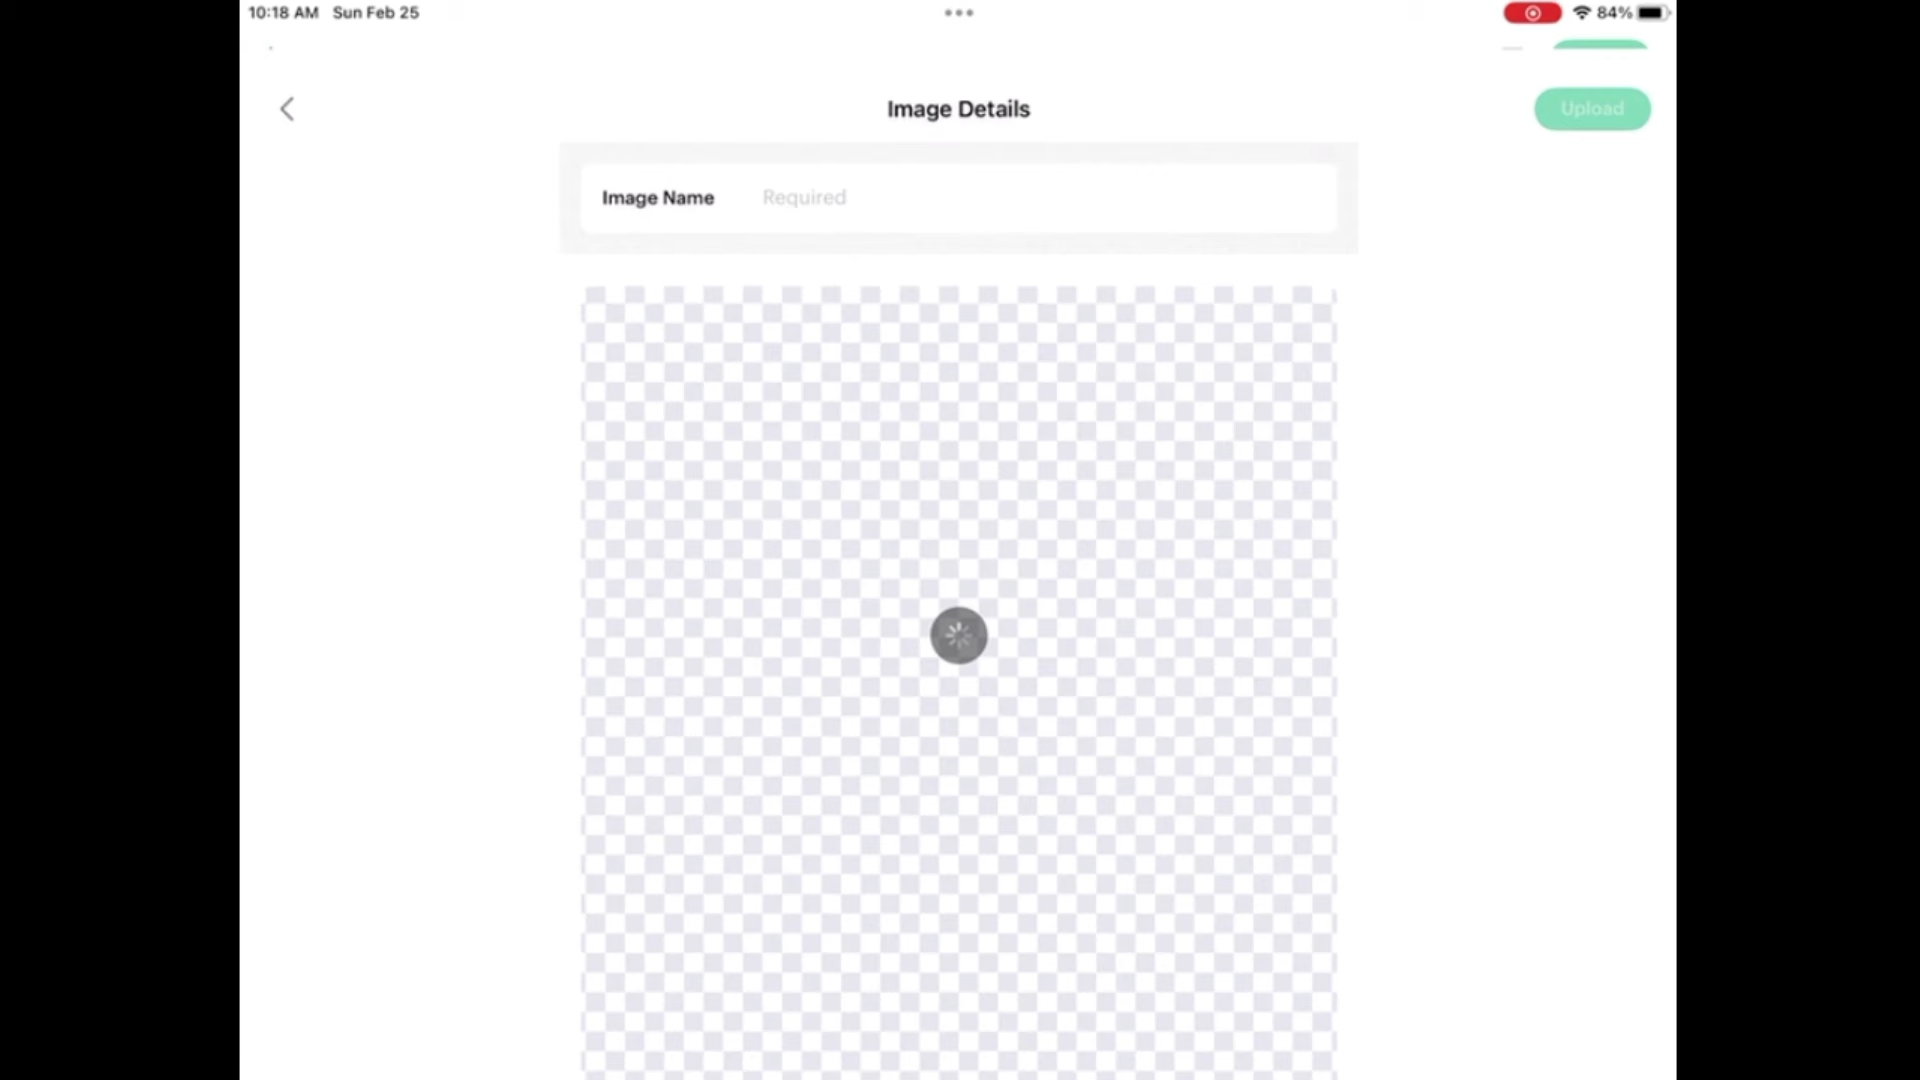 10:18 AM Sun Feb 25
84%
Image Details
Upload
Image Name Required